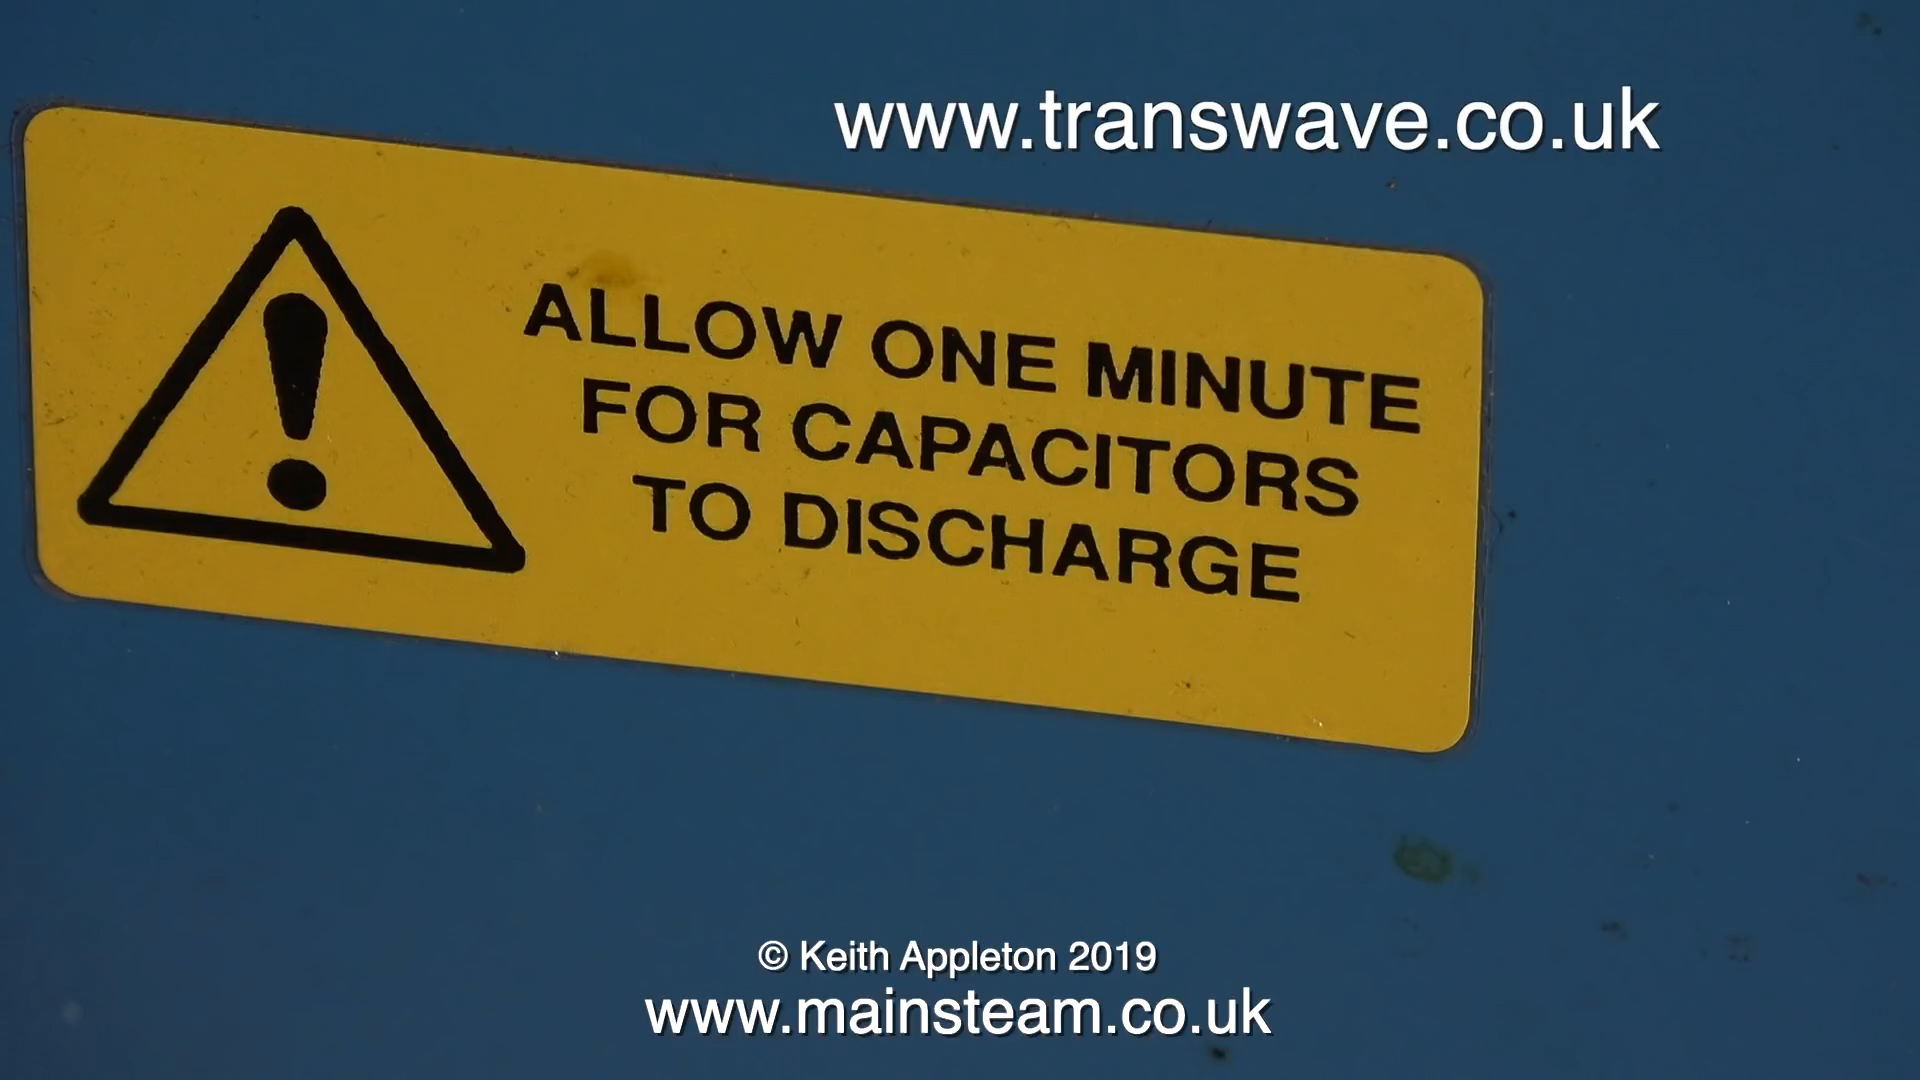 www.transwave.co.uk
ALLOW ONE MINUTE
FOR CAPACITORS
TO DISCHARGE
© Keith Appleton 2019
www.mainsteam.co.uk